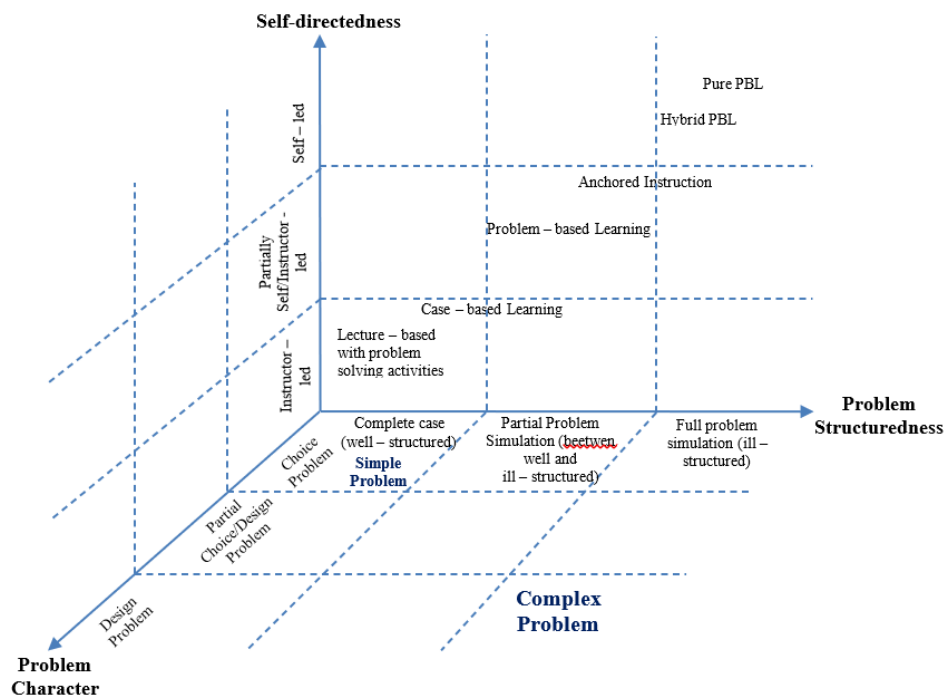 Self-directedness
Pure PBL
Hybrid PBL
Self – led
Anchored Instruction
Partially
Self/Instructor -
led
Problem – based Learning
Case – based Learning
Instructor –
led
Lecture – based
with problem
solving activities
Problem
Structuredness
Complete case
(well – structured)
Simple
Problem
Partial Problem
Simulation (beetwen
well and
ill – structured)
Full problem
simulation (ill –
structured)
Choice
Problem
Partial
Choice/Design
Problem
Design
Problem
Complex
Problem
Problem
Character